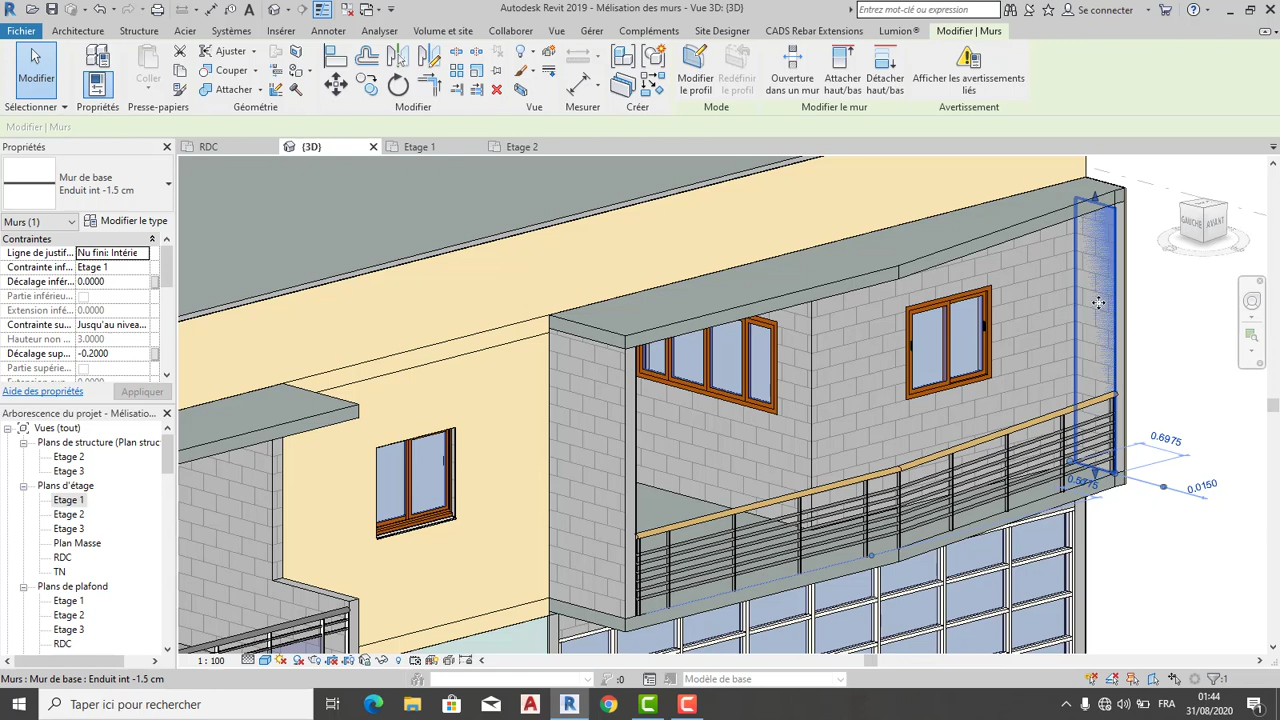 Autodesk Revit 2019 - Mélisation des murs - Vue 3D: {3D}
Entrez mot-clé ou expression
Se connecter
Fichier
Architecture
Structure
Acier
Systèmes
Insérer
Annoter
Analyser
Volume et site
Collaborer
Vue
Gérer
Compléments
Site Designer
CADS Rebar Extensions
Lumion®
Modifier | Murs
Modifier
Propriétés
Coller
Ajuster
Couper
Attacher
Modifier le profil
Redéfinir le profil
Ouverture dans un mur
Attacher haut/bas
Détacher haut/bas
Afficher les avertissements liés
Sélectionner
Propriétés
Presse-papiers
Géométrie
Modifier
Vue
Mesurer
Créer
Mode
Modifier le mur
Avertissement
Modifier | Murs
Propriétés
RDC
{3D}
Etage 1
Etage 2
Mur de base
Enduit int -1.5 cm
Murs (1)
Modifier le type
Contraintes
Ligne de justif... Nu fini: Intérie
Contrainte inf... Etage 1
Décalage infér... 0.0000
Partie inférieu...
Extension infé... 0.0000
Contrainte su... Jusqu'au nivea...
Hauteur non ... 3.0000
Décalage sup... -0.2000
Partie supérie...
Aide des propriétés
Appliquer
Arborescence du projet - Mélisatio...
Vues (tout)
Plans de structure (Plan struc
Etage 2
Etage 3
Plans d'étage
Etage 1
Etage 2
Etage 3
Plan Masse
RDC
TN
Plans de plafond
Etage 1
Etage 2
Etage 3
RDC
GAUCHE
AVANT
0.6975
0.0150
1 : 100
Murs : Mur de base : Enduit int -1.5 cm
:0
Modèle de base
:1
Taper ici pour rechercher
FRA
01:44
31/08/2020